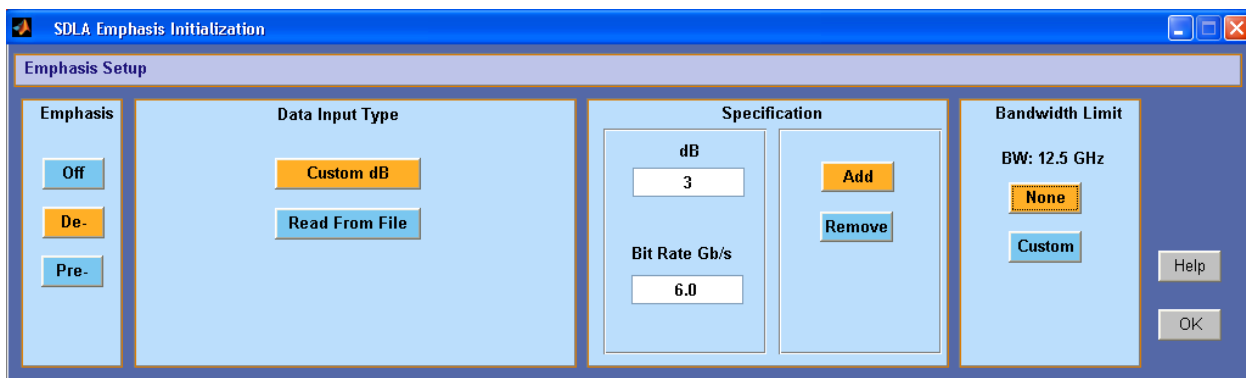 SDLA Emphasis Initialization
Emphasis Setup
Emphasis
Off
De-
Pre-
Data Input Type
Custom dB
Read From File
Specification
dB
3
Bit Rate Gb/s
6.0
Add
Remove
Bandwidth Limit
BW: 12.5 GHz
None
Custom
Help
OK